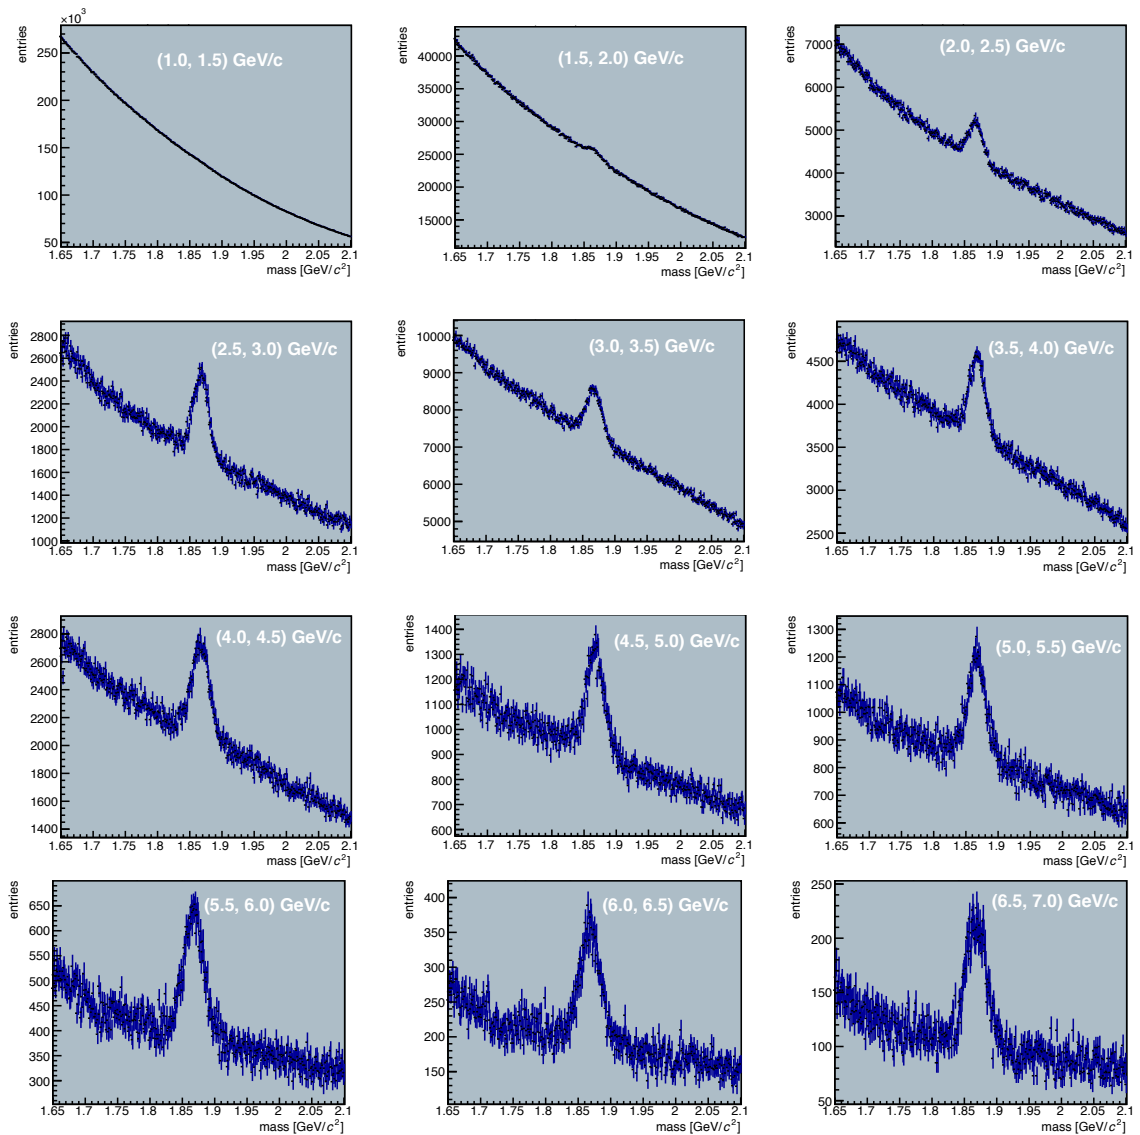 ×10³
entries
(1.0, 1.5) GeV/c
250
200
150
100
50
1.65 1.7 1.75 1.8 1.85 1.9 1.95 2 2.05 2.1
mass [GeV/c²]
entries
(1.5, 2.0) GeV/c
40000
35000
30000
25000
20000
15000
1.65 1.7 1.75 1.8 1.85 1.9 1.95 2 2.05 2.1
mass [GeV/c²]
entries
(2.0, 2.5) GeV/c
7000
6000
5000
4000
3000
1.65 1.7 1.75 1.8 1.85 1.9 1.95 2 2.05 2.1
mass [GeV/c²]
entries
(2.5, 3.0) GeV/c
2800
2600
2400
2200
2000
1800
1600
1400
1200
1000
1.65 1.7 1.75 1.8 1.85 1.9 1.95 2 2.05 2.1
mass [GeV/c²]
entries
(3.0, 3.5) GeV/c
10000
9000
8000
7000
6000
5000
1.65 1.7 1.75 1.8 1.85 1.9 1.95 2 2.05 2.1
mass [GeV/c²]
entries
(3.5, 4.0) GeV/c
4500
4000
3500
3000
2500
1.65 1.7 1.75 1.8 1.85 1.9 1.95 2 2.05 2.1
mass [GeV/c²]
entries
(4.0, 4.5) GeV/c
2800
2600
2400
2200
2000
1800
1600
1400
1.65 1.7 1.75 1.8 1.85 1.9 1.95 2 2.05 2.1
mass [GeV/c²]
entries
(4.5, 5.0) GeV/c
1400
1300
1200
1100
1000
900
800
700
600
1.65 1.7 1.75 1.8 1.85 1.9 1.95 2 2.05 2.1
mass [GeV/c²]
entries
(5.0, 5.5) GeV/c
1300
1200
1100
1000
900
800
700
600
1.65 1.7 1.75 1.8 1.85 1.9 1.95 2 2.05 2.1
mass [GeV/c²]
entries
(5.5, 6.0) GeV/c
650
600
550
500
450
400
350
300
1.65 1.7 1.75 1.8 1.85 1.9 1.95 2 2.05 2.1
mass [GeV/c²]
entries
(6.0, 6.5) GeV/c
400
350
300
250
200
150
100
1.65 1.7 1.75 1.8 1.85 1.9 1.95 2 2.05 2.1
mass [GeV/c²]
entries
(6.5, 7.0) GeV/c
250
200
150
100
50
1.65 1.7 1.75 1.8 1.85 1.9 1.95 2 2.05 2.1
mass [GeV/c²]